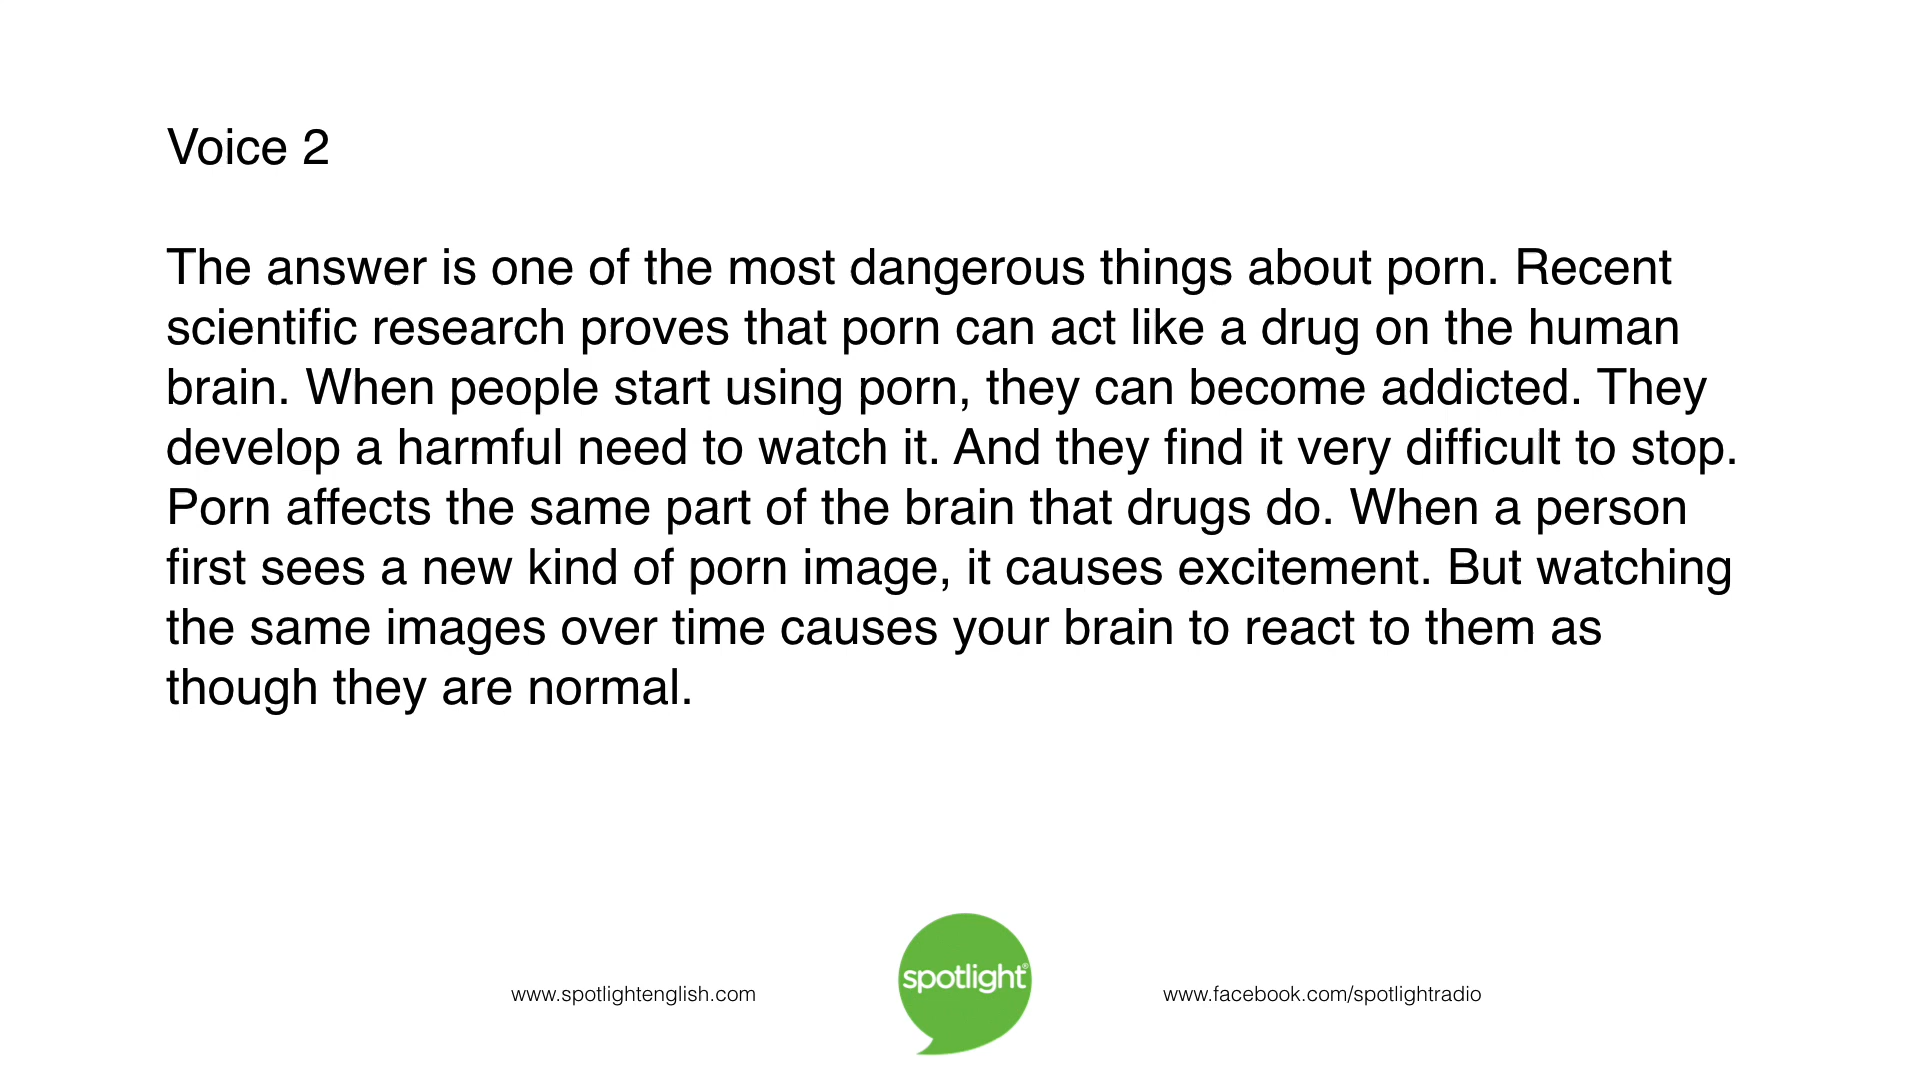 Voice 2
The answer is one of the most dangerous things about porn. Recent
scientific research proves that porn can act like a drug on the human
brain. When people start using porn, they can become addicted. They
develop a harmful need to watch it. And they find it very difficult to stop.
Porn affects the same part of the brain that drugs do. When a person
first sees a new kind of porn image, it causes excitement. But watching
the same images over time causes your brain to react to them as
though they are normal.
www.spotlightenglish.com
spotlight®
www.facebook.com/spotlightradio